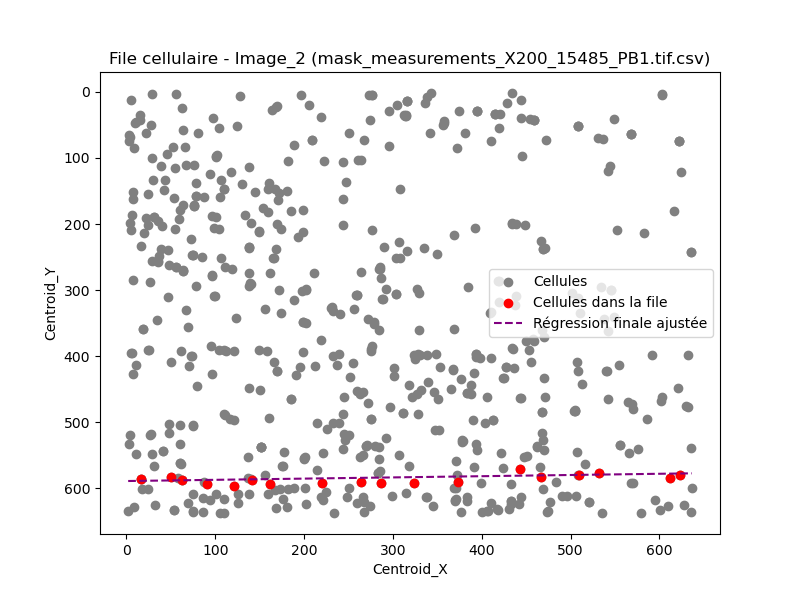 File cellulaire - Image_2 (mask_measurements_X200_15485_PB1.tif.csv)
Centroid_Y
0
100
200
300
400
500
600
Cellules
Cellules dans la file
Régression finale ajustée
0 100 200 300 400 500 600
Centroid_X